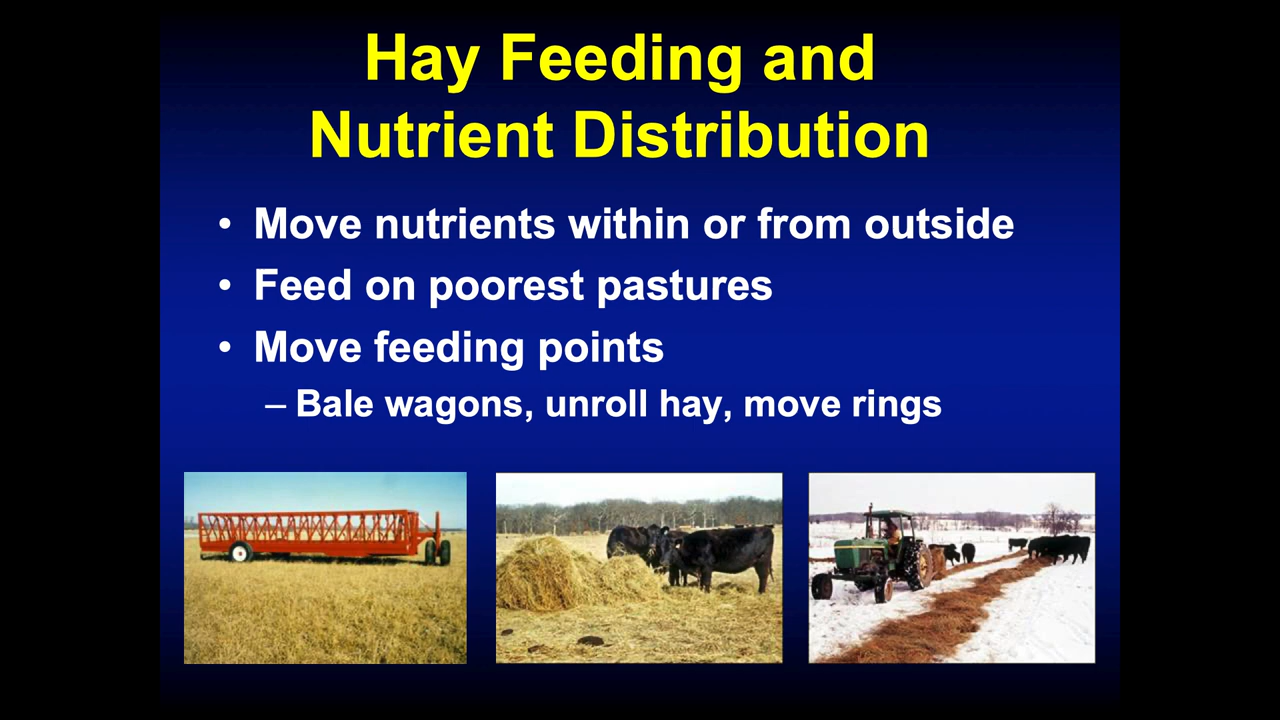 Hay Feeding and
Nutrient Distribution
• Move nutrients within or from outside
• Feed on poorest pastures
• Move feeding points
– Bale wagons, unroll hay, move rings